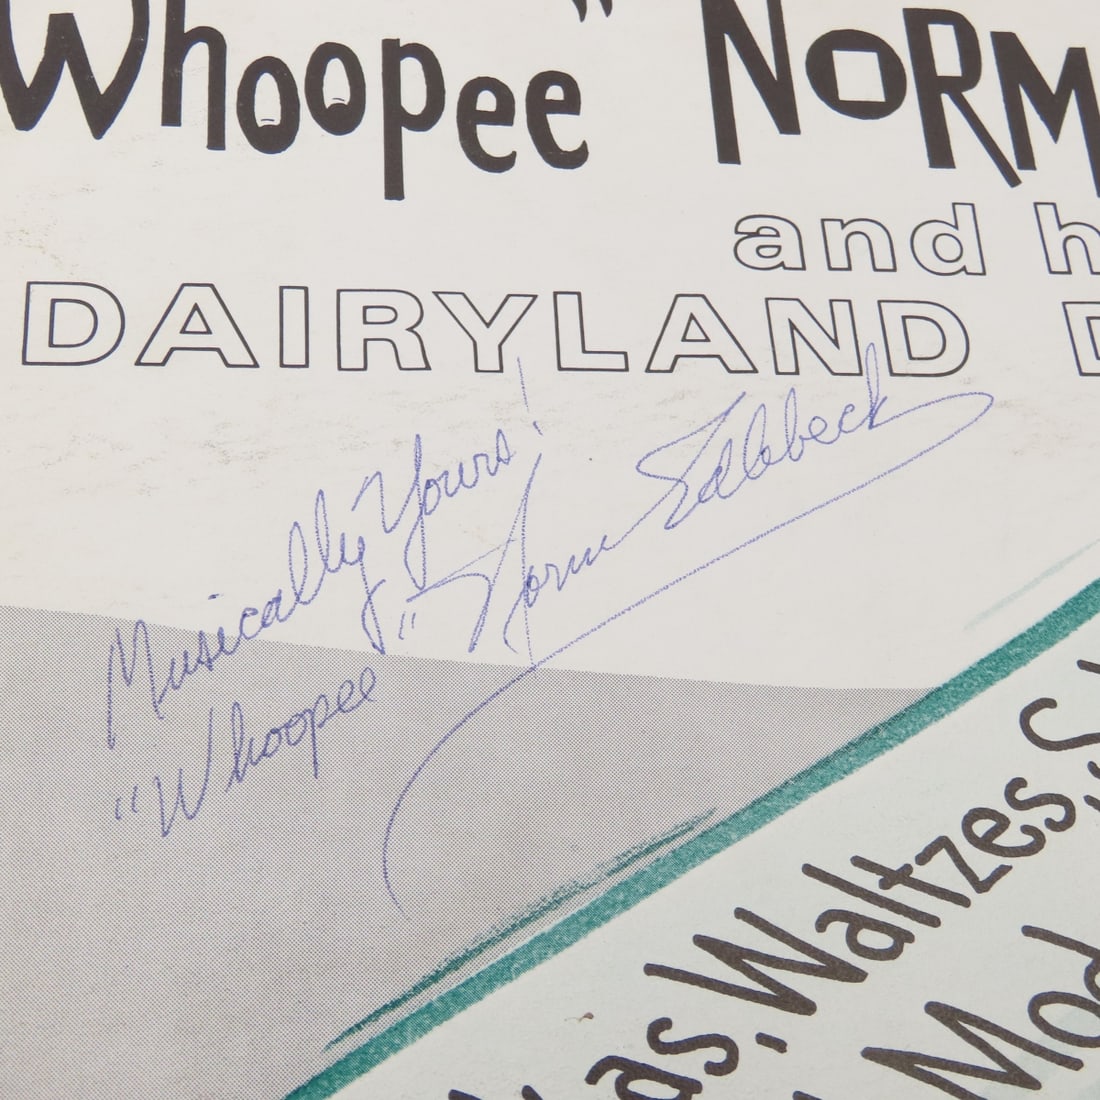 Whoopee" NORM
and h
DAIRYLAND D
Musically Yours!
"Whoopee" Norm Edlebeck
Waltzes
Mod